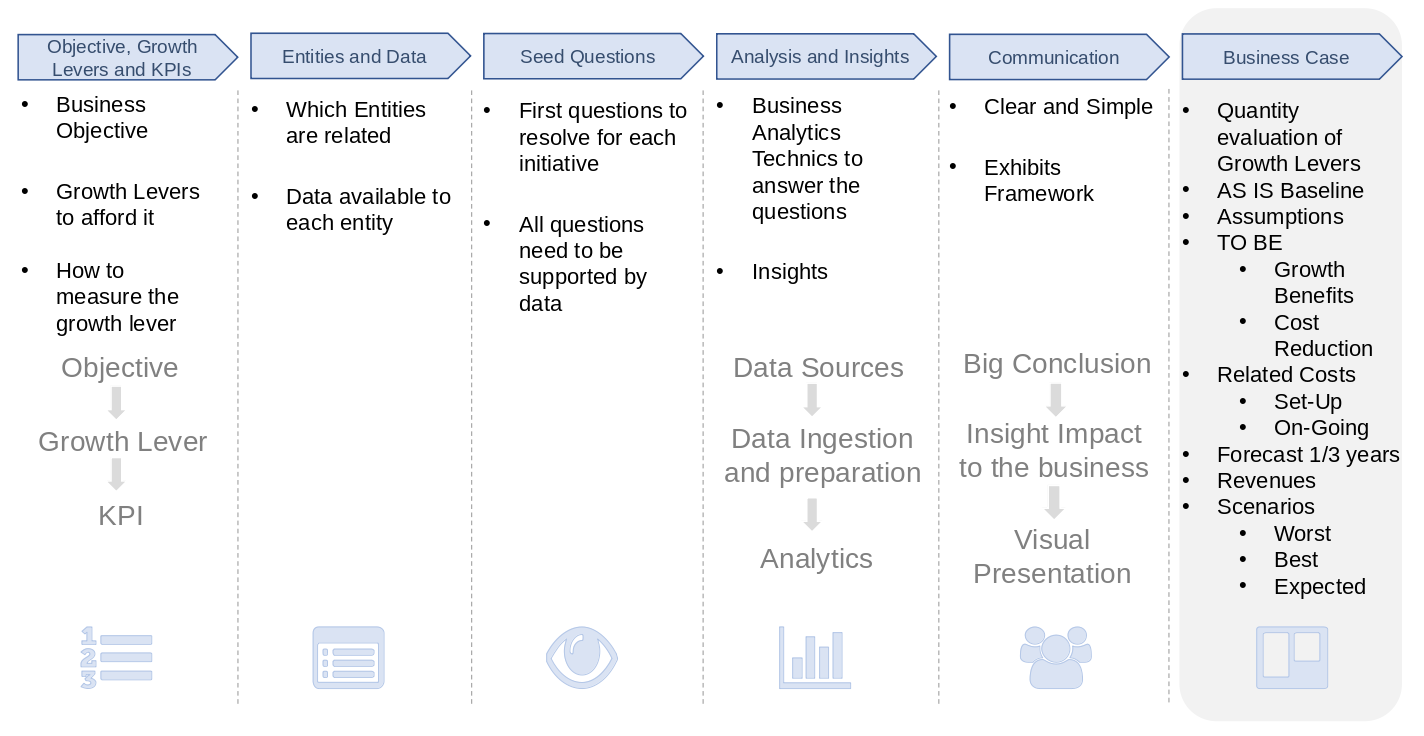 Objective, Growth
Levers and KPIs
• Business
Objective
• Growth Levers
to afford it
• How to
measure the
growth lever
Objective
Growth Lever
KPI
1
2
3
Entities and Data
• Which Entities
are related
• Data available to
each entity
Seed Questions
• First questions to
resolve for each
initiative
• All questions
need to be
supported by
data
Analysis and Insights
• Business
Analytics
Technics to
answer the
questions
• Insights
Data Sources
Data Ingestion
and preparation
Analytics
Communication
• Clear and Simple
• Exhibits
Framework
Big Conclusion
Insight Impact
to the business
Visual
Presentation
Business Case
• Quantity
evaluation of
Growth Levers
• AS IS Baseline
• Assumptions
• TO BE
• Growth
Benefits
• Cost
Reduction
• Related Costs
• Set-Up
• On-Going
• Forecast 1/3 years
• Revenues
• Scenarios
• Worst
• Best
• Expected